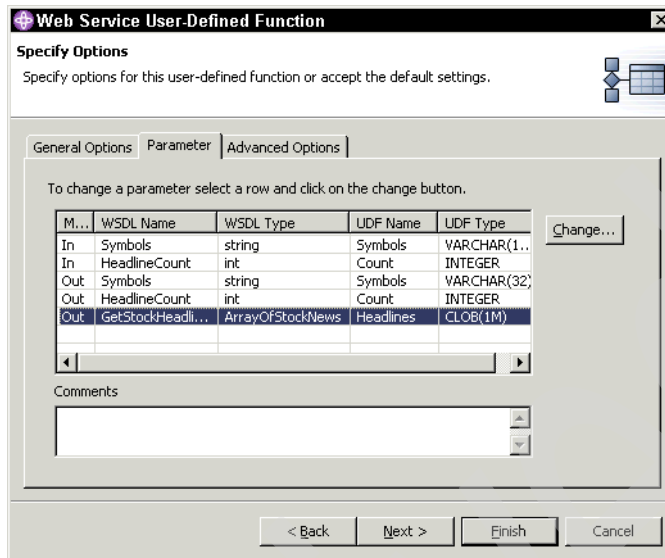 Web Service User-Defined Function
Specify Options
Specify options for this user-defined function or accept the default settings.
General Options Parameter Advanced Options
To change a parameter select a row and click on the change button.
M... WSDL Name WSDL Type UDF Name UDF Type
In Symbols string Symbols VARCHAR(1...
In HeadlineCount int Count INTEGER
Out Symbols string Symbols VARCHAR(32)
Out HeadlineCount int Count INTEGER
Out GetStockHeadli... ArrayOfStockNews Headlines CLOB(1M)
Change...
Comments
< Back Next > Finish Cancel